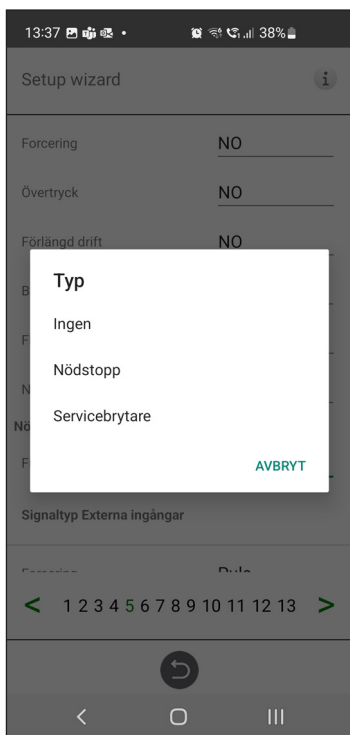 13:37 38%
Setup wizard i
Forcering NO
Övertryck NO
Förlängd drift NO
Typ
B
Ingen
F
Nödstopp
N
Servicebrytare
Nö
F
AVBRYT
Signaltyp Externa ingångar
< 1 2 3 4 5 6 7 8 9 10 11 12 13 >